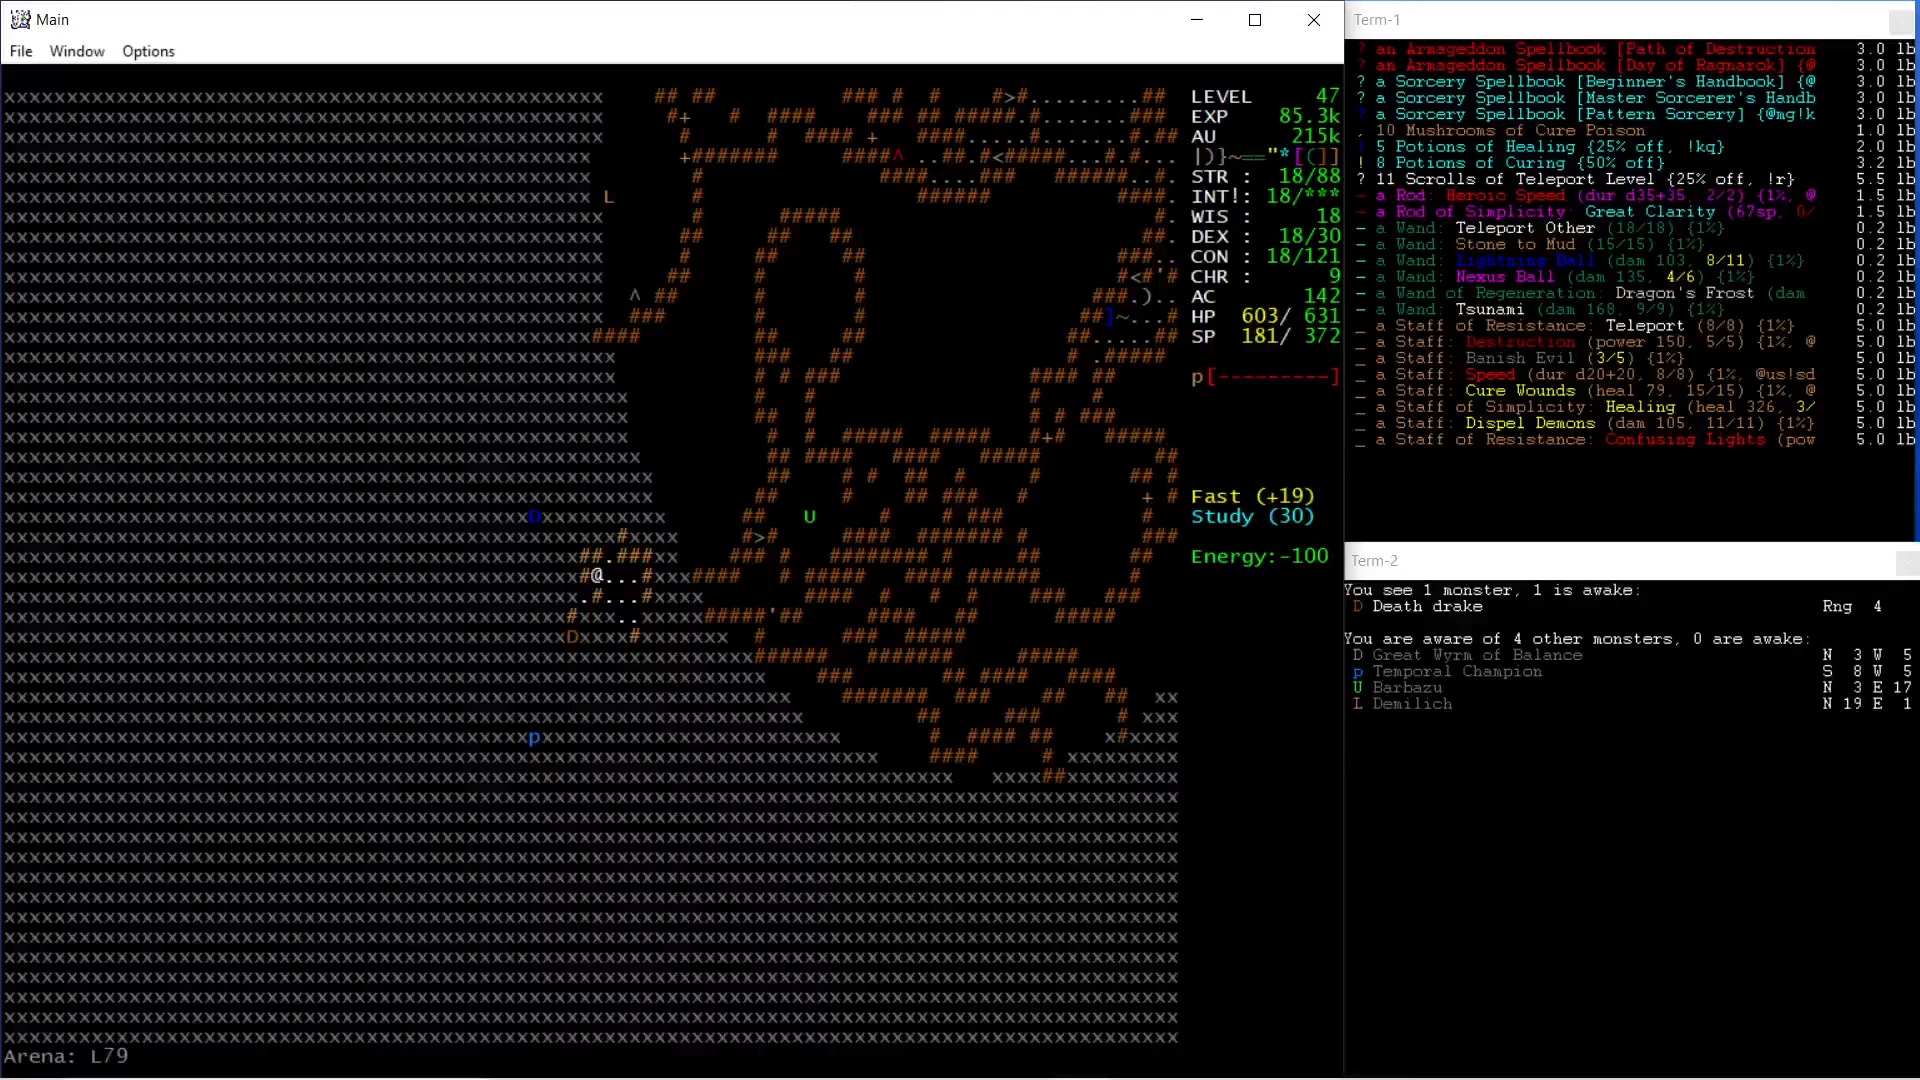 Main
File Window Options
LEVEL 47
EXP 85.3k
AU 215k
|)}~=="*[(]]
STR : 18/88
INT!: 18/***
WIS : 18
DEX : 18/30
CON : 18/121
CHR : 9
AC 142
HP 603/ 631
SP 181/ 372
p[---------]
Fast (+19)
Study (30)
Energy:-100
Arena: L79
Term-1
? an Armageddon Spellbook [Path of Destruction 3.0 lb
? an Armageddon Spellbook [Day of Ragnarok] {@ 3.0 lb
? a Sorcery Spellbook [Beginner's Handbook] {@ 3.0 lb
? a Sorcery Spellbook [Master Sorcerer's Handb 3.0 lb
? a Sorcery Spellbook [Pattern Sorcery] {@mg!k 3.0 lb
, 10 Mushrooms of Cure Poison 1.0 lb
! 5 Potions of Healing {25% off, !kq} 2.0 lb
! 8 Potions of Curing {50% off} 3.2 lb
? 11 Scrolls of Teleport Level {25% off, !r} 5.5 lb
- a Rod: Heroic Speed (dur d35+35, 2/2) {1%, @ 1.5 lb
- a Rod of Simplicity: Great Clarity (67sp, 0/ 1.5 lb
- a Wand: Teleport Other (18/18) {1%} 0.2 lb
- a Wand: Stone to Mud (15/15) {1%} 0.2 lb
- a Wand: Lightning Ball (dam 103, 8/11) {1%} 0.2 lb
- a Wand: Nexus Ball (dam 135, 4/6) {1%} 0.2 lb
- a Wand of Regeneration: Dragon's Frost (dam 0.2 lb
- a Wand: Tsunami (dam 168, 9/9) {1%} 0.2 lb
_ a Staff of Resistance: Teleport (8/8) {1%} 5.0 lb
_ a Staff: Destruction (power 150, 5/5) {1%, @ 5.0 lb
_ a Staff: Banish Evil (3/5) {1%} 5.0 lb
_ a Staff: Speed (dur d20+20, 8/8) {1%, @us!sd 5.0 lb
_ a Staff: Cure Wounds (heal 79, 15/15) {1%, @ 5.0 lb
_ a Staff of Simplicity: Healing (heal 326, 3/ 5.0 lb
_ a Staff: Dispel Demons (dam 105, 11/11) {1%} 5.0 lb
_ a Staff of Resistance: Confusing Lights (pow 5.0 lb
Term-2
You see 1 monster, 1 is awake:
D Death drake Rng 4
You are aware of 4 other monsters, 0 are awake:
D Great Wyrm of Balance N 3 W 5
p Temporal Champion S 8 W 5
U Barbazu N 3 E 17
L Demilich N 19 E 1